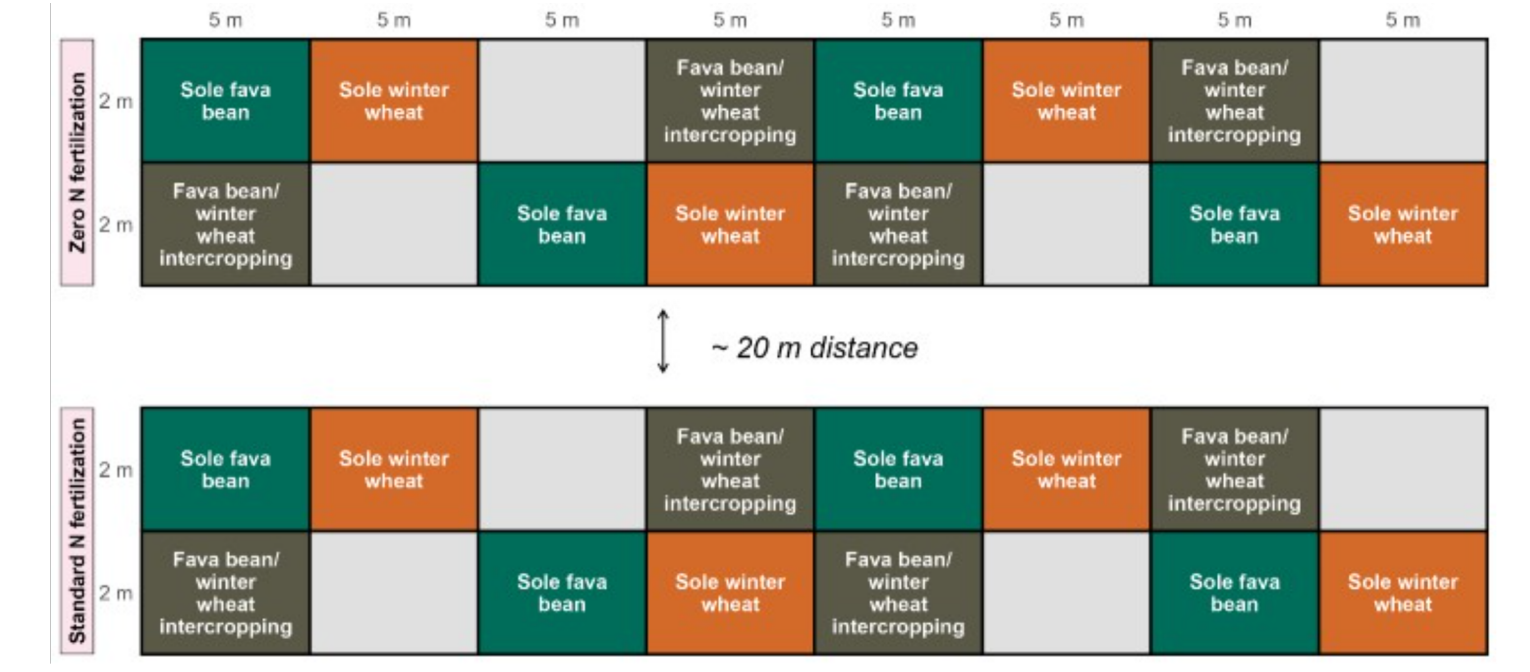 5 m 5 m 5 m 5 m 5 m 5 m 5 m 5 m
Zero N fertilization
2 m
Sole fava
bean
Sole winter
wheat
Fava bean/
winter
wheat
intercropping
Sole fava
bean
Sole winter
wheat
Fava bean/
winter
wheat
intercropping
2 m
Fava bean/
winter
wheat
intercropping
Sole fava
bean
Sole winter
wheat
Fava bean/
winter
wheat
intercropping
Sole fava
bean
Sole winter
wheat
~ 20 m distance
Standard N fertilization
2 m
Sole fava
bean
Sole winter
wheat
Fava bean/
winter
wheat
intercropping
Sole fava
bean
Sole winter
wheat
Fava bean/
winter
wheat
intercropping
2 m
Fava bean/
winter
wheat
intercropping
Sole fava
bean
Sole winter
wheat
Fava bean/
winter
wheat
intercropping
Sole fava
bean
Sole winter
wheat